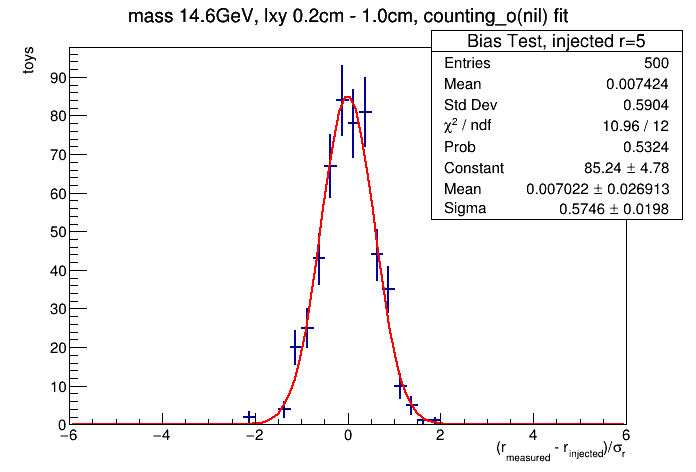 mass 14.6GeV, lxy 0.2cm - 1.0cm, counting_o(nil) fit
toys
Bias Test, injected r=5
Entries 500
Mean 0.007424
Std Dev 0.5904
χ² / ndf 10.96 / 12
Prob 0.5324
Constant 85.24 ± 4.78
Mean 0.007022 ± 0.026913
Sigma 0.5746 ± 0.0198
90
80
70
60
50
40
30
20
10
0
−6 −4 −2 0 2 4 6
(r_measured - r_injected)/σ_r